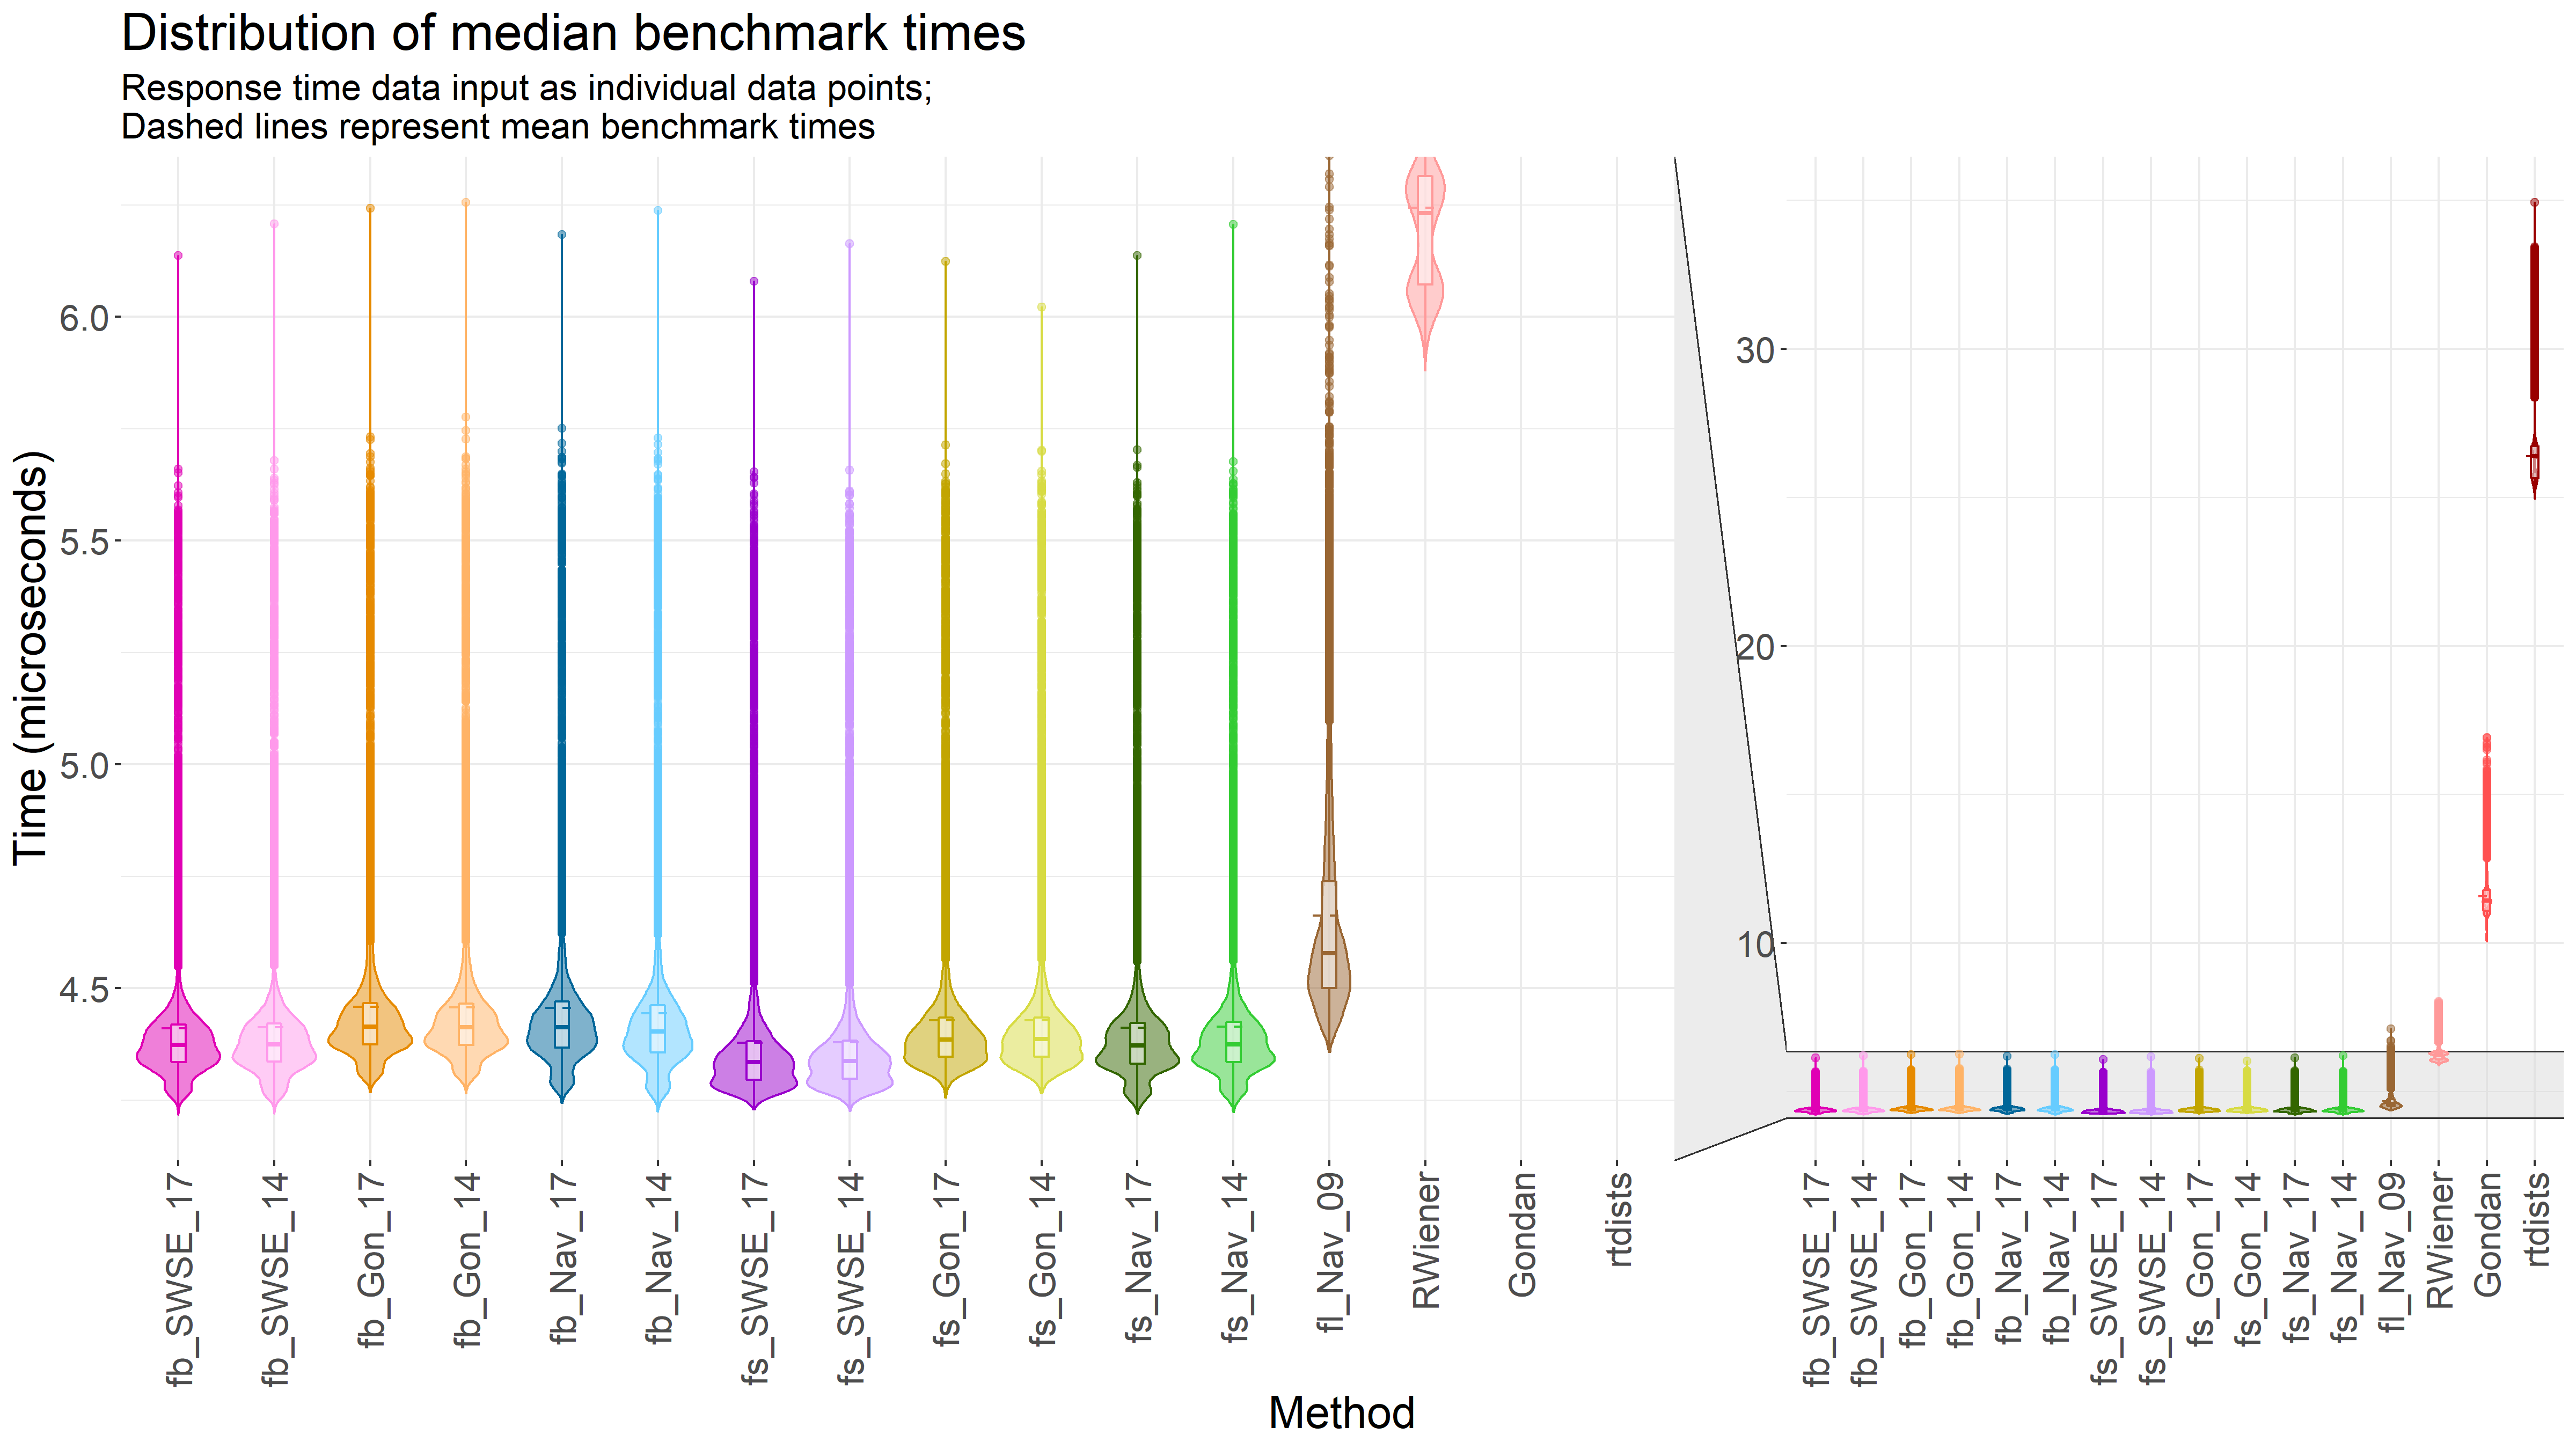 Distribution of median benchmark times
Response time data input as individual data points;
Dashed lines represent mean benchmark times
Time (microseconds)
6.0
5.5
5.0
4.5
30
20
10
fb_SWSE_17
fb_SWSE_14
fb_Gon_17
fb_Gon_14
fb_Nav_17
fb_Nav_14
fs_SWSE_17
fs_SWSE_14
fs_Gon_17
fs_Gon_14
fs_Nav_17
fs_Nav_14
fl_Nav_09
RWiener
Gondan
rtdists
fb_SWSE_17
fb_SWSE_14
fb_Gon_17
fb_Gon_14
fb_Nav_17
fb_Nav_14
fs_SWSE_17
fs_SWSE_14
fs_Gon_17
fs_Gon_14
fs_Nav_17
fs_Nav_14
fl_Nav_09
RWiener
Gondan
rtdists
Method